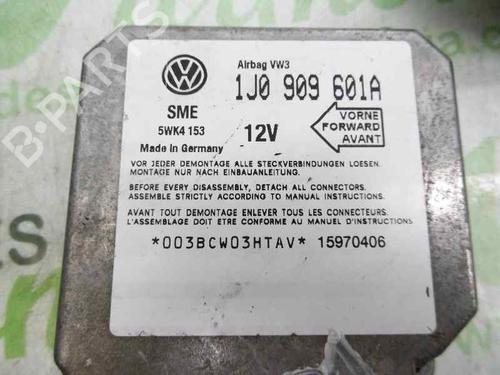 Airbag VW3
1J0 909 601A
SME
5WK4 153
12V
VORNE
FORWARD
AVANT
Made in Germany
VOR JEDER DEMONTAGE ALLE STECKVERBINDUNGEN LOESEN.
MONTAGE NUR NACH EINBAUANLEITUNG.
BEFORE EVERY DISASSEMBLY, DETACH ALL CONNECTORS.
ASSEMBLE STRICTLY ACCORDING TO MANUAL INSTRUCTIONS.
AVANT TOUT DEMONTAGE ENLEVER TOUS LES CONNECTEURS.
L'ASSEMBLAGE DOIT ETRE CONFORME AU MANUEL D'INSTRUCTIONS.
*003BCW03HTAV* 15970406
B-PARTS